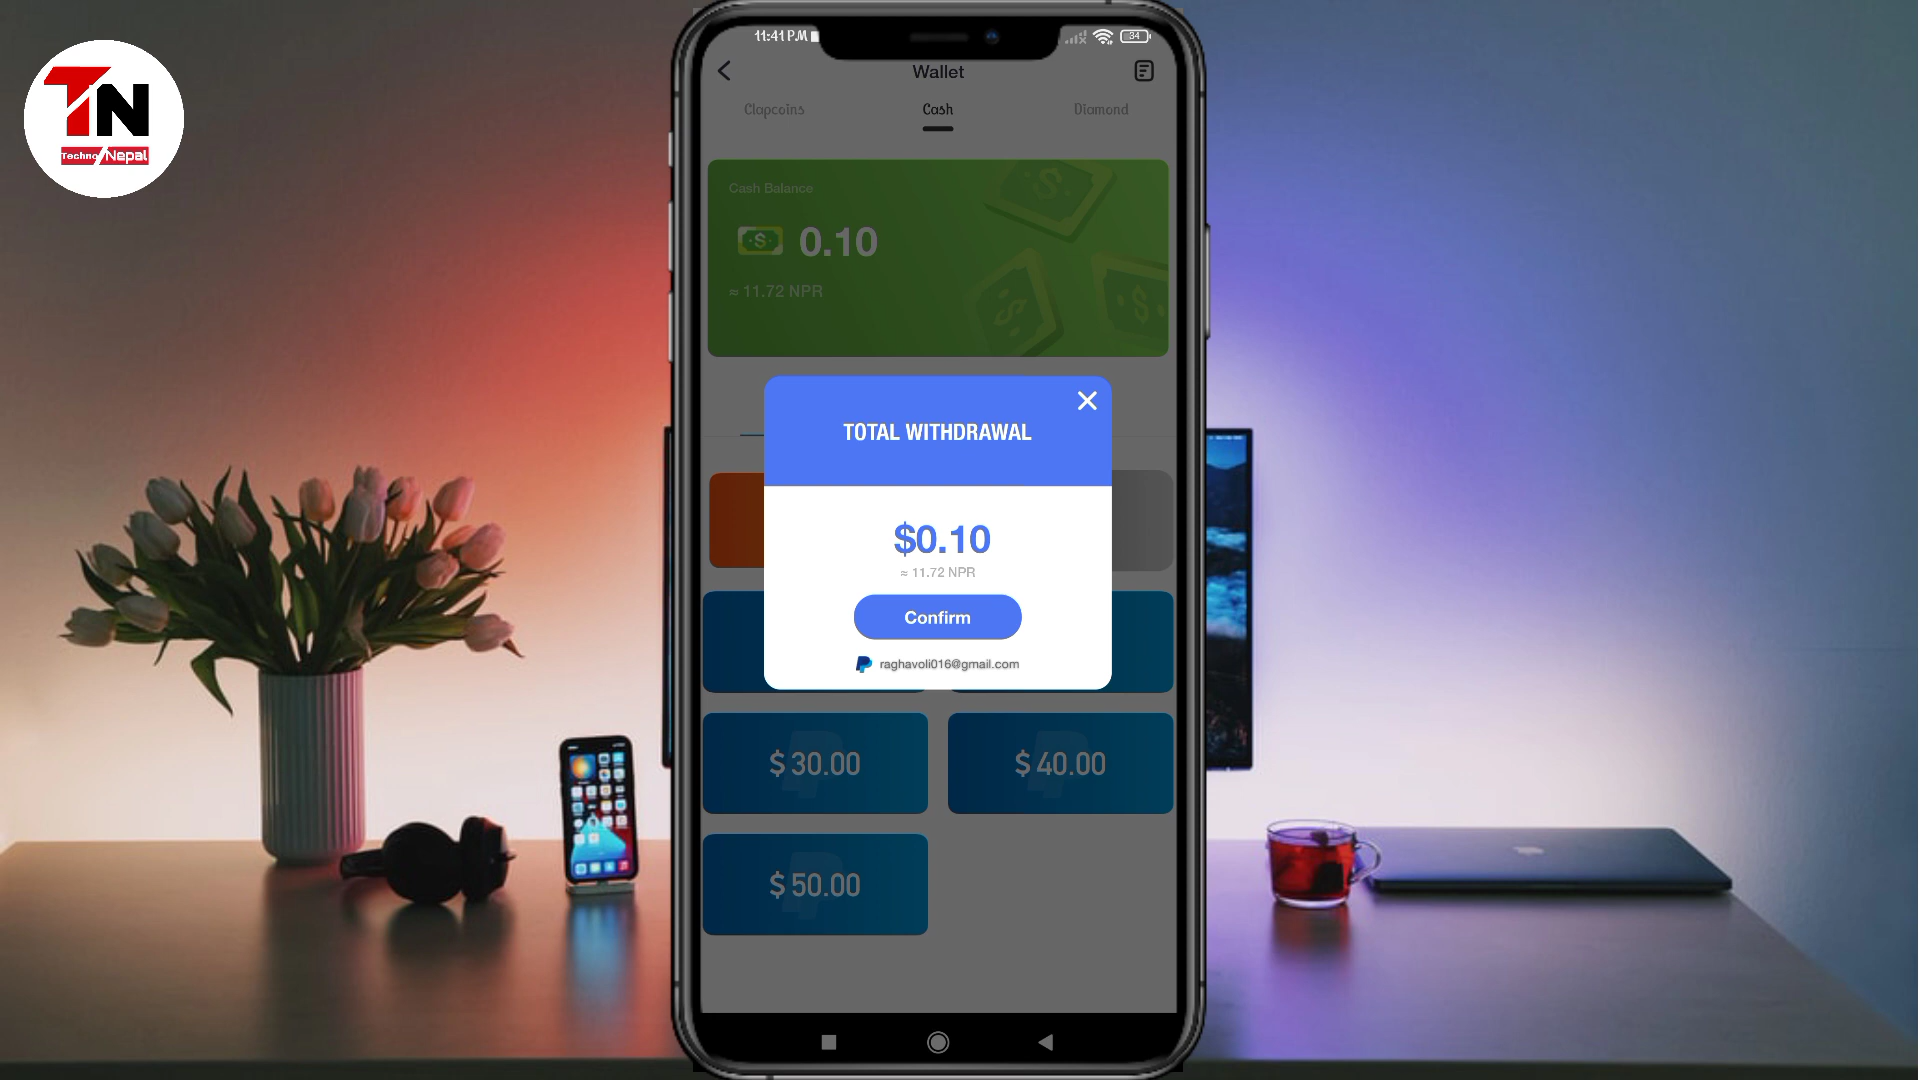 TN
Techno Nepal
11:41 P.M
34
Wallet
Clapcoins
Cash
Diamond
Cash Balance
$ 0.10
≈ 11.72 NPR
TOTAL WITHDRAWAL
$0.10
≈ 11.72 NPR
Confirm
raghavoli016@gmail.com
$ 30.00
$ 40.00
$ 50.00